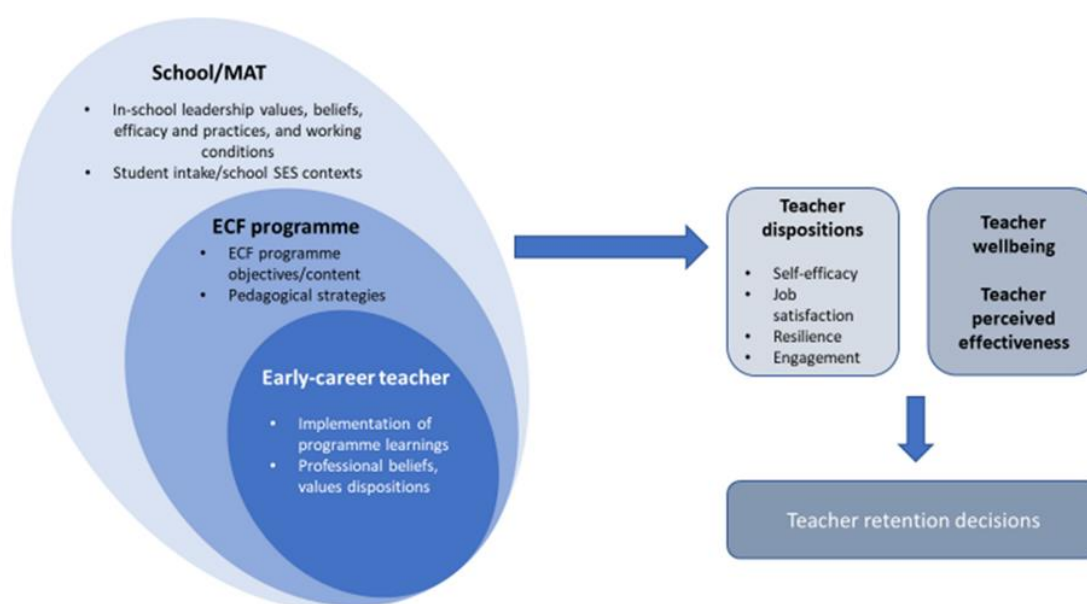 School/MAT
• In-school leadership values, beliefs,
efficacy and practices, and working
conditions
• Student intake/school SES contexts
ECF programme
• ECF programme
objectives/content
• Pedagogical strategies
Early-career teacher
• Implementation of
programme learnings
• Professional beliefs,
values dispositions
Teacher
dispositions
• Self-efficacy
• Job
satisfaction
• Resilience
• Engagement
Teacher
wellbeing
Teacher
perceived
effectiveness
Teacher retention decisions